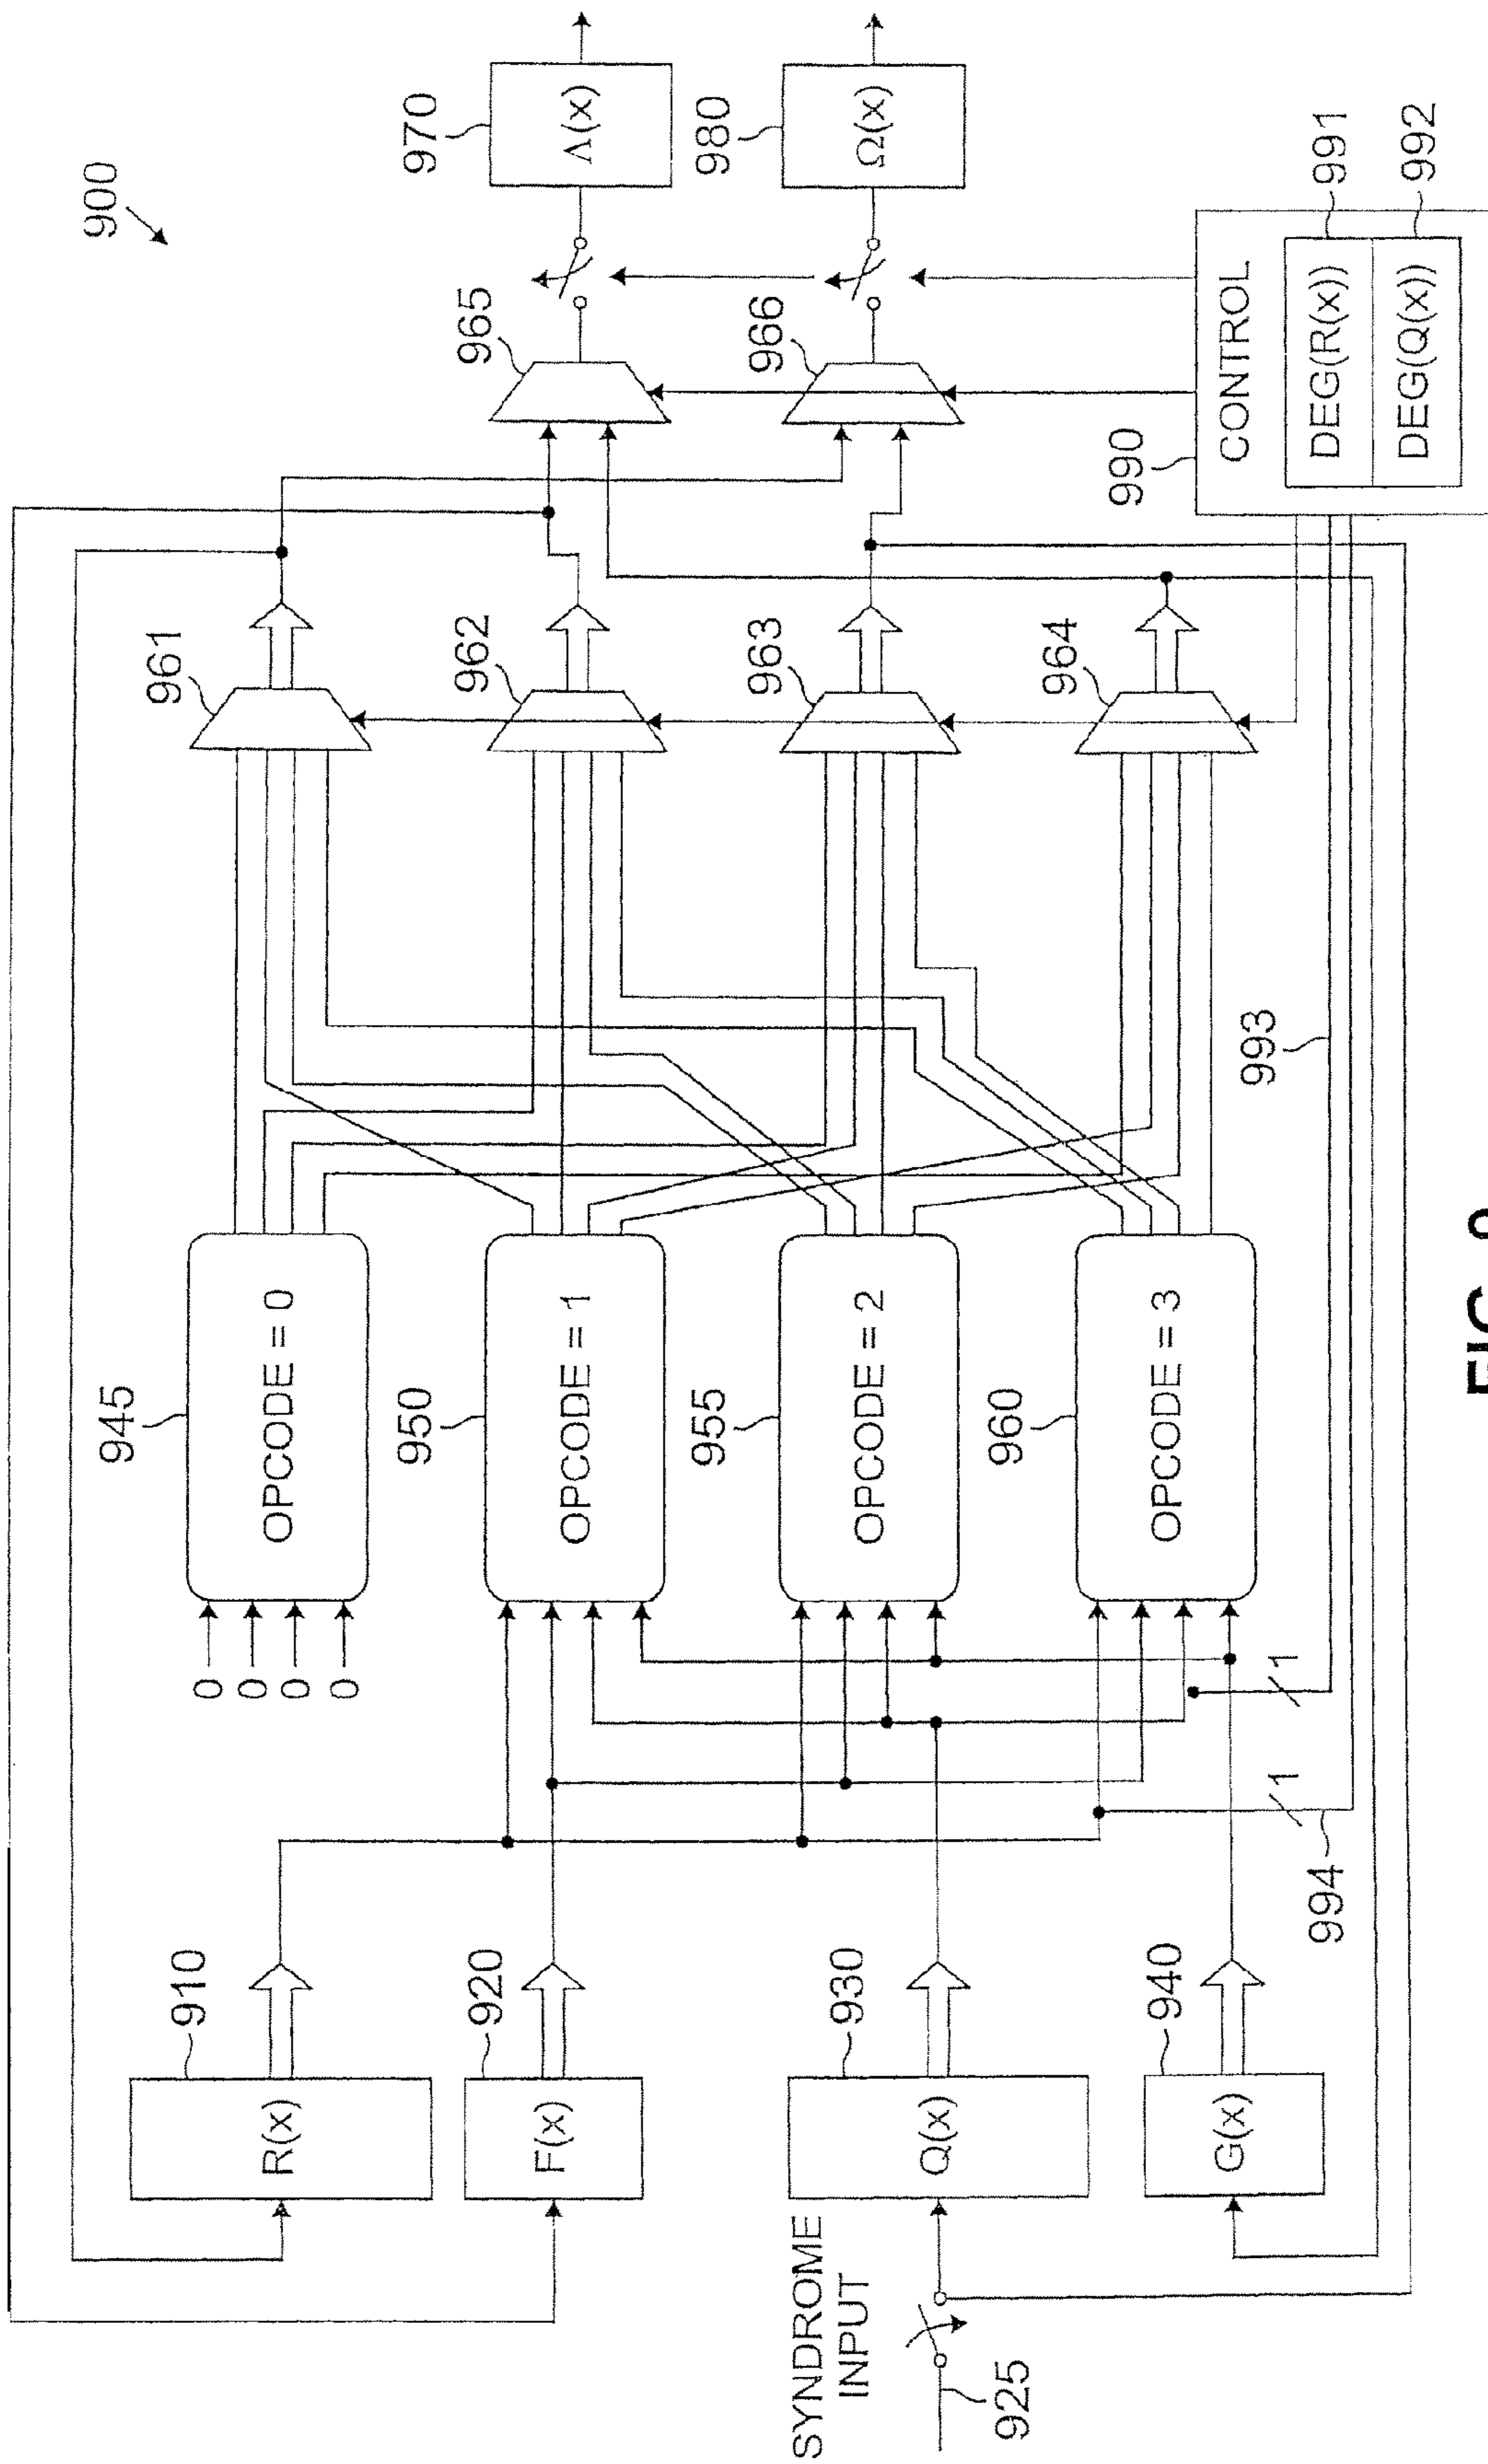 900
910
R(x)
920
F(x)
SYNDROME
INPUT
925
930
Q(x)
940
G(x)
994
1
1
993
0
0
0
0
945
OPCODE = 0
950
OPCODE = 1
955
OPCODE = 2
960
OPCODE = 3
961
962
963
964
965
966
970
Λ(x)
980
Ω(x)
990
CONTROL
DEG(R(x))
991
DEG(Q(x))
992